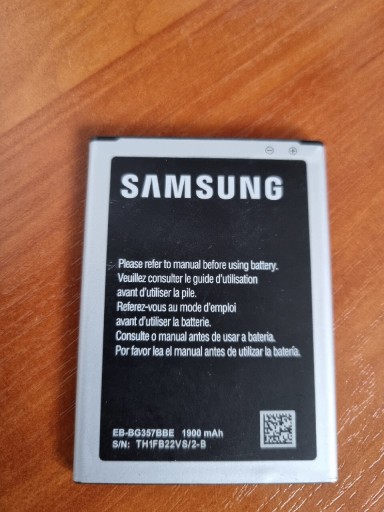 SAMSUNG
Please refer to manual before using battery.
Veuillez consulter le guide d'utilisation
avant d'utiliser la pile.
Referez-vous au mode d'emploi
avant d'utiliser la batterie.
Consulte o manual antes de usar a bateria.
Por favor lea el manual antes de utilizar la batería.
EB-BG357BBE 1900 mAh
S/N: TH1FB22VS/2-B